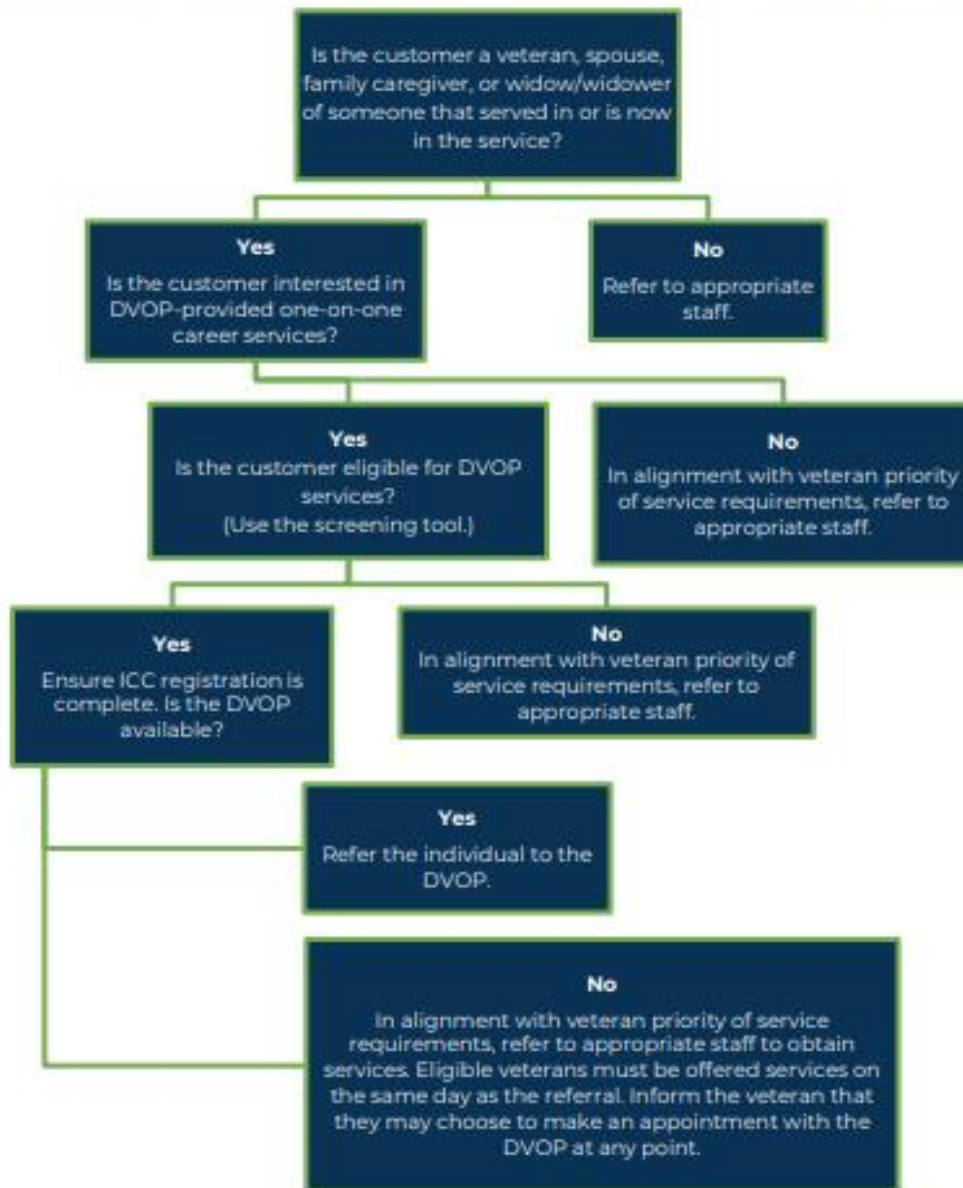 Is the customer a veteran, spouse,
family caregiver, or widow/widower
of someone that served in or is now
in the service?
Yes
Is the customer interested in
DVOP-provided one-on-one
career services?
No
Refer to appropriate
staff.
Yes
Is the customer eligible for DVOP
services?
(Use the screening tool.)
No
In alignment with veteran priority
of service requirements, refer to
appropriate staff.
Yes
Ensure ICC registration is
complete. Is the DVOP
available?
No
In alignment with veteran priority of
service requirements, refer to
appropriate staff.
Yes
Refer the individual to the
DVOP.
No
In alignment with veteran priority of service
requirements, refer to appropriate staff to obtain
services. Eligible veterans must be offered services on
the same day as the referral. Inform the veteran that
they may choose to make an appointment with the
DVOP at any point.